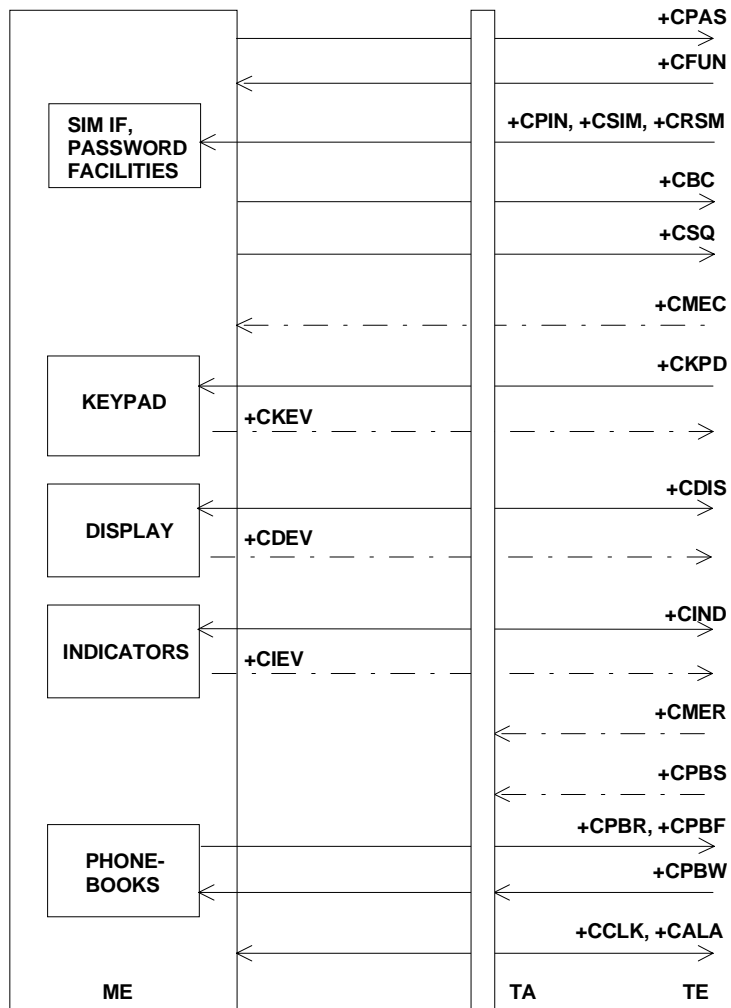 +CPAS
+CFUN
SIM IF,
PASSWORD
FACILITIES
+CPIN, +CSIM, +CRSM
+CBC
+CSQ
+CMEC
+CKPD
KEYPAD
+CKEV
+CDIS
DISPLAY
+CDEV
+CIND
INDICATORS
+CIEV
+CMER
+CPBS
+CPBR, +CPBF
PHONE-
BOOKS
+CPBW
+CCLK, +CALA
ME TA TE